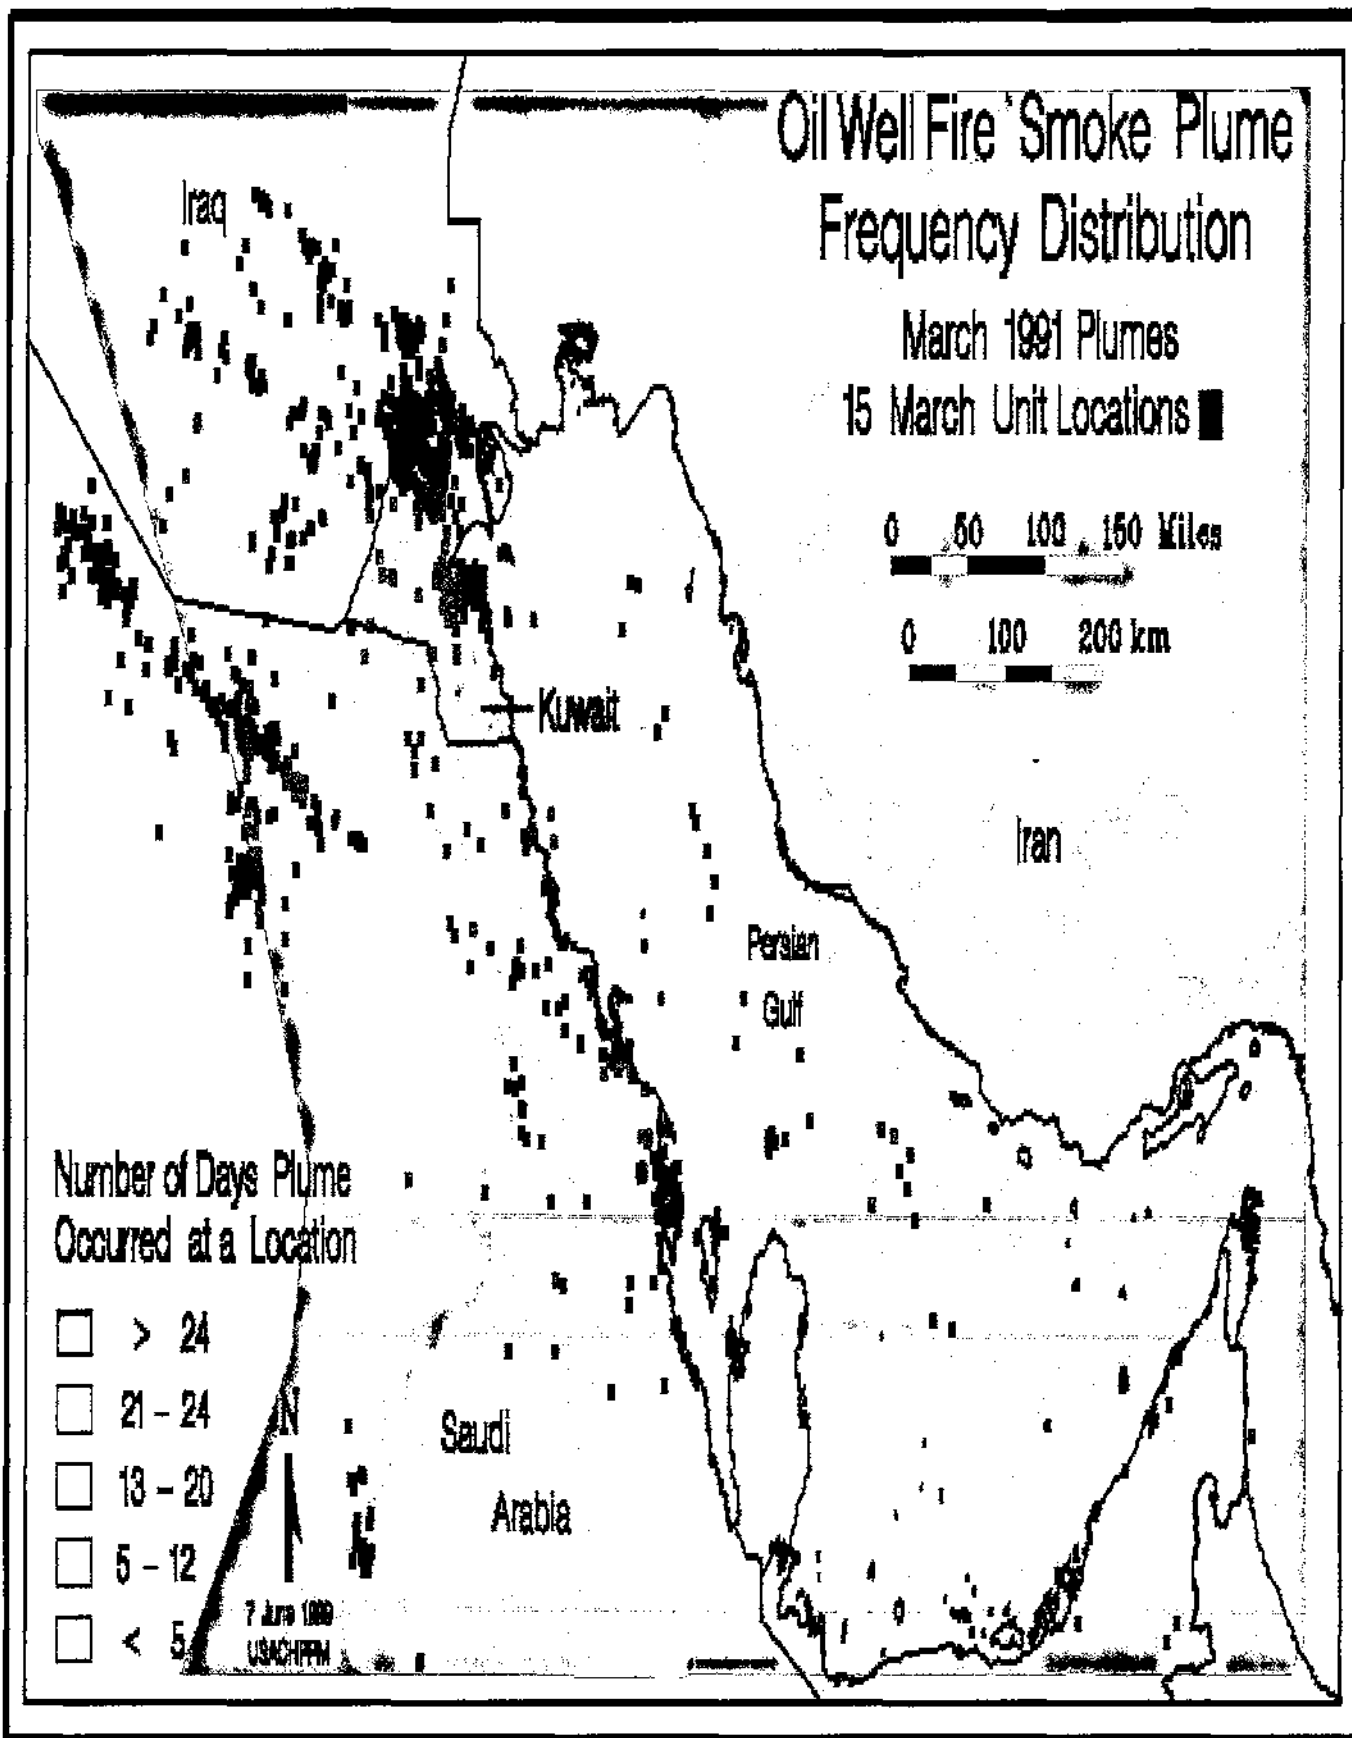 Oil Well Fire Smoke Plume
Frequency Distribution
March 1991 Plumes
15 March Unit Locations
0 50 100 150 Miles
0 100 200 km
Iraq
Kuwait
Iran
Persian
Gulf
Number of Days Plume
Occurred at a Location
> 24
21 - 24
13 - 20
5 - 12
< 5
N
Saudi
Arabia
7 June 1999
USACHPPM